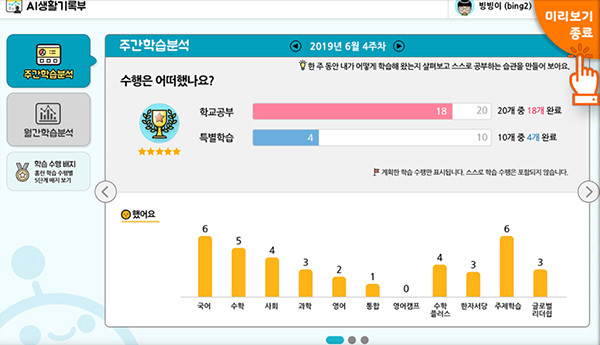 AI생활기록부
빙빙이 (bing2)
미리보기
종료
주간학습분석
월간학습분석
학습 수행 배지
훈련 학습 수행별
5단계 배지 보기
주간학습분석
2019년 6월 4주차
한 주 동안 내가 어떻게 학습해 왔는지 살펴보고 스스로 공부하는 습관을 만들어 보아요.
수행은 어떠했나요?
학교공부 18 20 20개 중 18개 완료
특별학습 4 10 10개 중 4개 완료
계획한 학습 수행만 표시됩니다. 스스로 학습 수행은 포함되지 않습니다.
했어요
6 5 4 3 2 1 0 4 3 6 3
국어 수학 사회 과학 영어 통합 영어캠프 수학 한자서당 주제학습 글로벌
플러스 리더쉽